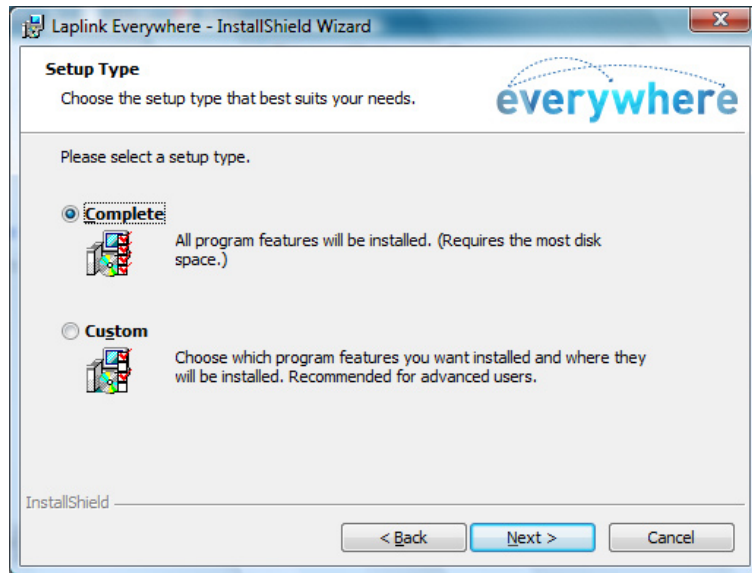 Laplink Everywhere - InstallShield Wizard
Setup Type
Choose the setup type that best suits your needs.
everywhere
Please select a setup type.
Complete
All program features will be installed. (Requires the most disk
space.)
Custom
Choose which program features you want installed and where they
will be installed. Recommended for advanced users.
InstallShield
< Back Next > Cancel